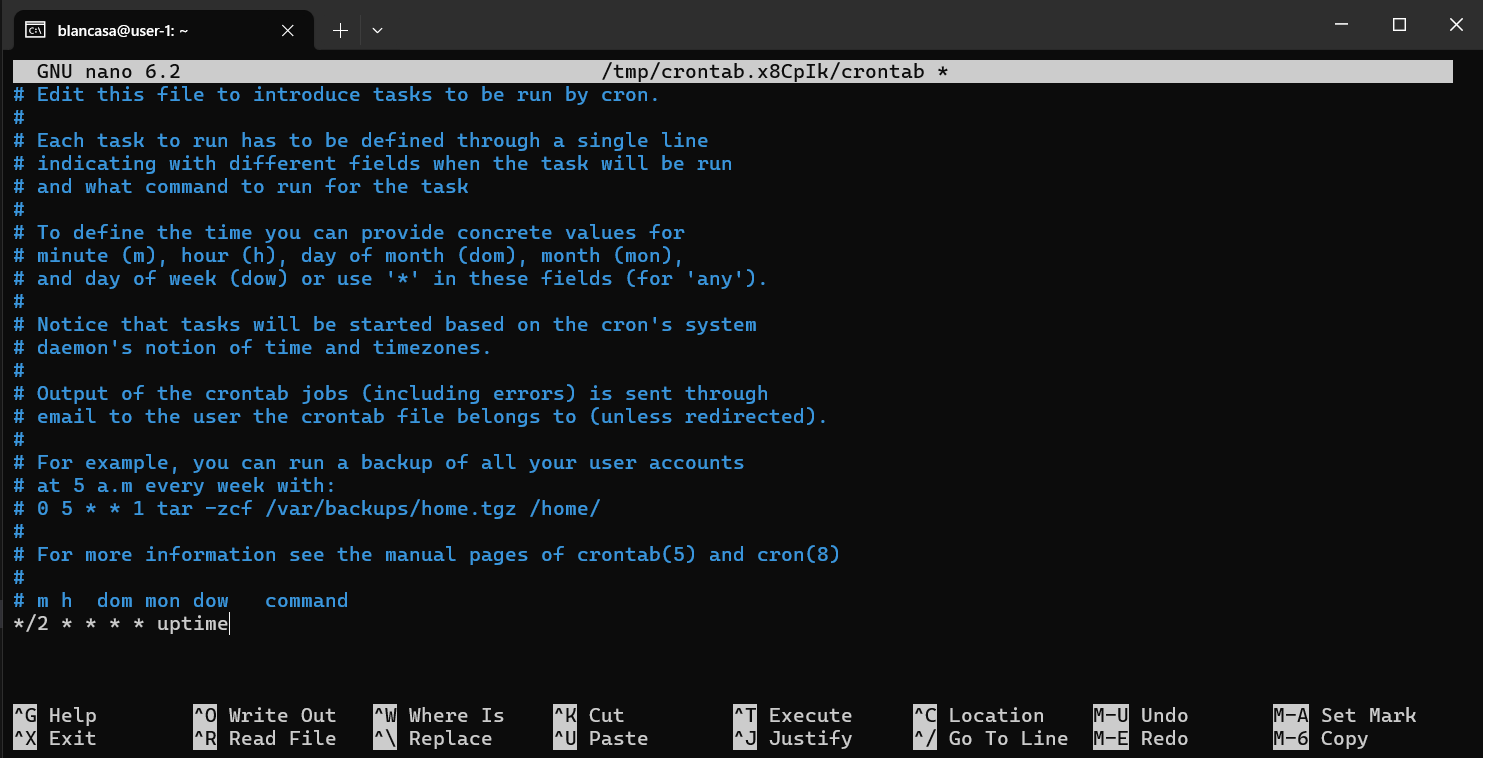 blancasa@user-1: ~
GNU nano 6.2 /tmp/crontab.x8CpIk/crontab *
# Edit this file to introduce tasks to be run by cron.
#
# Each task to run has to be defined through a single line
# indicating with different fields when the task will be run
# and what command to run for the task
#
# To define the time you can provide concrete values for
# minute (m), hour (h), day of month (dom), month (mon),
# and day of week (dow) or use '*' in these fields (for 'any').
#
# Notice that tasks will be started based on the cron's system
# daemon's notion of time and timezones.
#
# Output of the crontab jobs (including errors) is sent through
# email to the user the crontab file belongs to (unless redirected).
#
# For example, you can run a backup of all your user accounts
# at 5 a.m every week with:
# 0 5 * * 1 tar -zcf /var/backups/home.tgz /home/
#
# For more information see the manual pages of crontab(5) and cron(8)
#
# m h  dom mon dow   command
*/2 * * * * uptime
^G Help ^O Write Out ^W Where Is ^K Cut ^T Execute ^C Location M-U Undo M-A Set Mark
^X Exit ^R Read File ^\ Replace ^U Paste ^J Justify ^/ Go To Line M-E Redo M-6 Copy